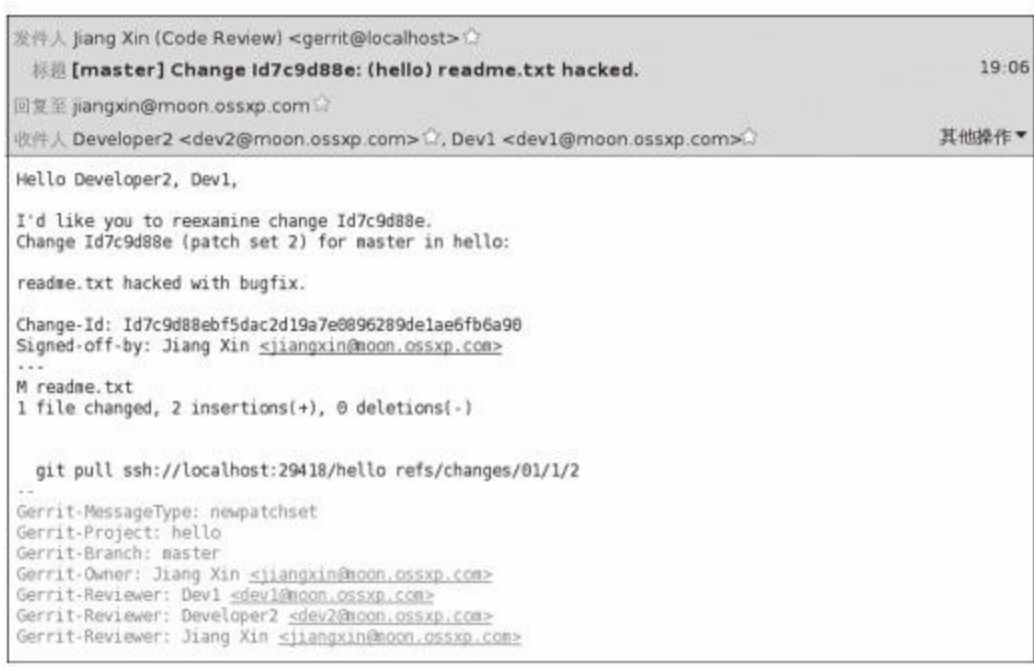 发件人 Jiang Xin (Code Review) <gerrit@localhost>
标题 [master] Change Id7c9d88e: (hello) readme.txt hacked. 19:06
回复至 jiangxin@moon.ossxp.com
收件人 Developer2 <dev2@moon.ossxp.com>, Dev1 <dev1@moon.ossxp.com> 其他操作
Hello Developer2, Dev1,
I'd like you to reexamine change Id7c9d88e.
Change Id7c9d88e (patch set 2) for master in hello:
readme.txt hacked with bugfix.
Change-Id: Id7c9d88ebf5dac2d19a7e0896289de1ae6fb6a90
Signed-off-by: Jiang Xin <jiangxin@moon.ossxp.com>
---
M readme.txt
1 file changed, 2 insertions(+), 0 deletions(-)
git pull ssh://localhost:29418/hello refs/changes/01/1/2
--
Gerrit-MessageType: newpatchset
Gerrit-Project: hello
Gerrit-Branch: master
Gerrit-Owner: Jiang Xin <jiangxin@moon.ossxp.com>
Gerrit-Reviewer: Dev1 <dev1@moon.ossxp.com>
Gerrit-Reviewer: Developer2 <dev2@moon.ossxp.com>
Gerrit-Reviewer: Jiang Xin <jiangxin@moon.ossxp.com>